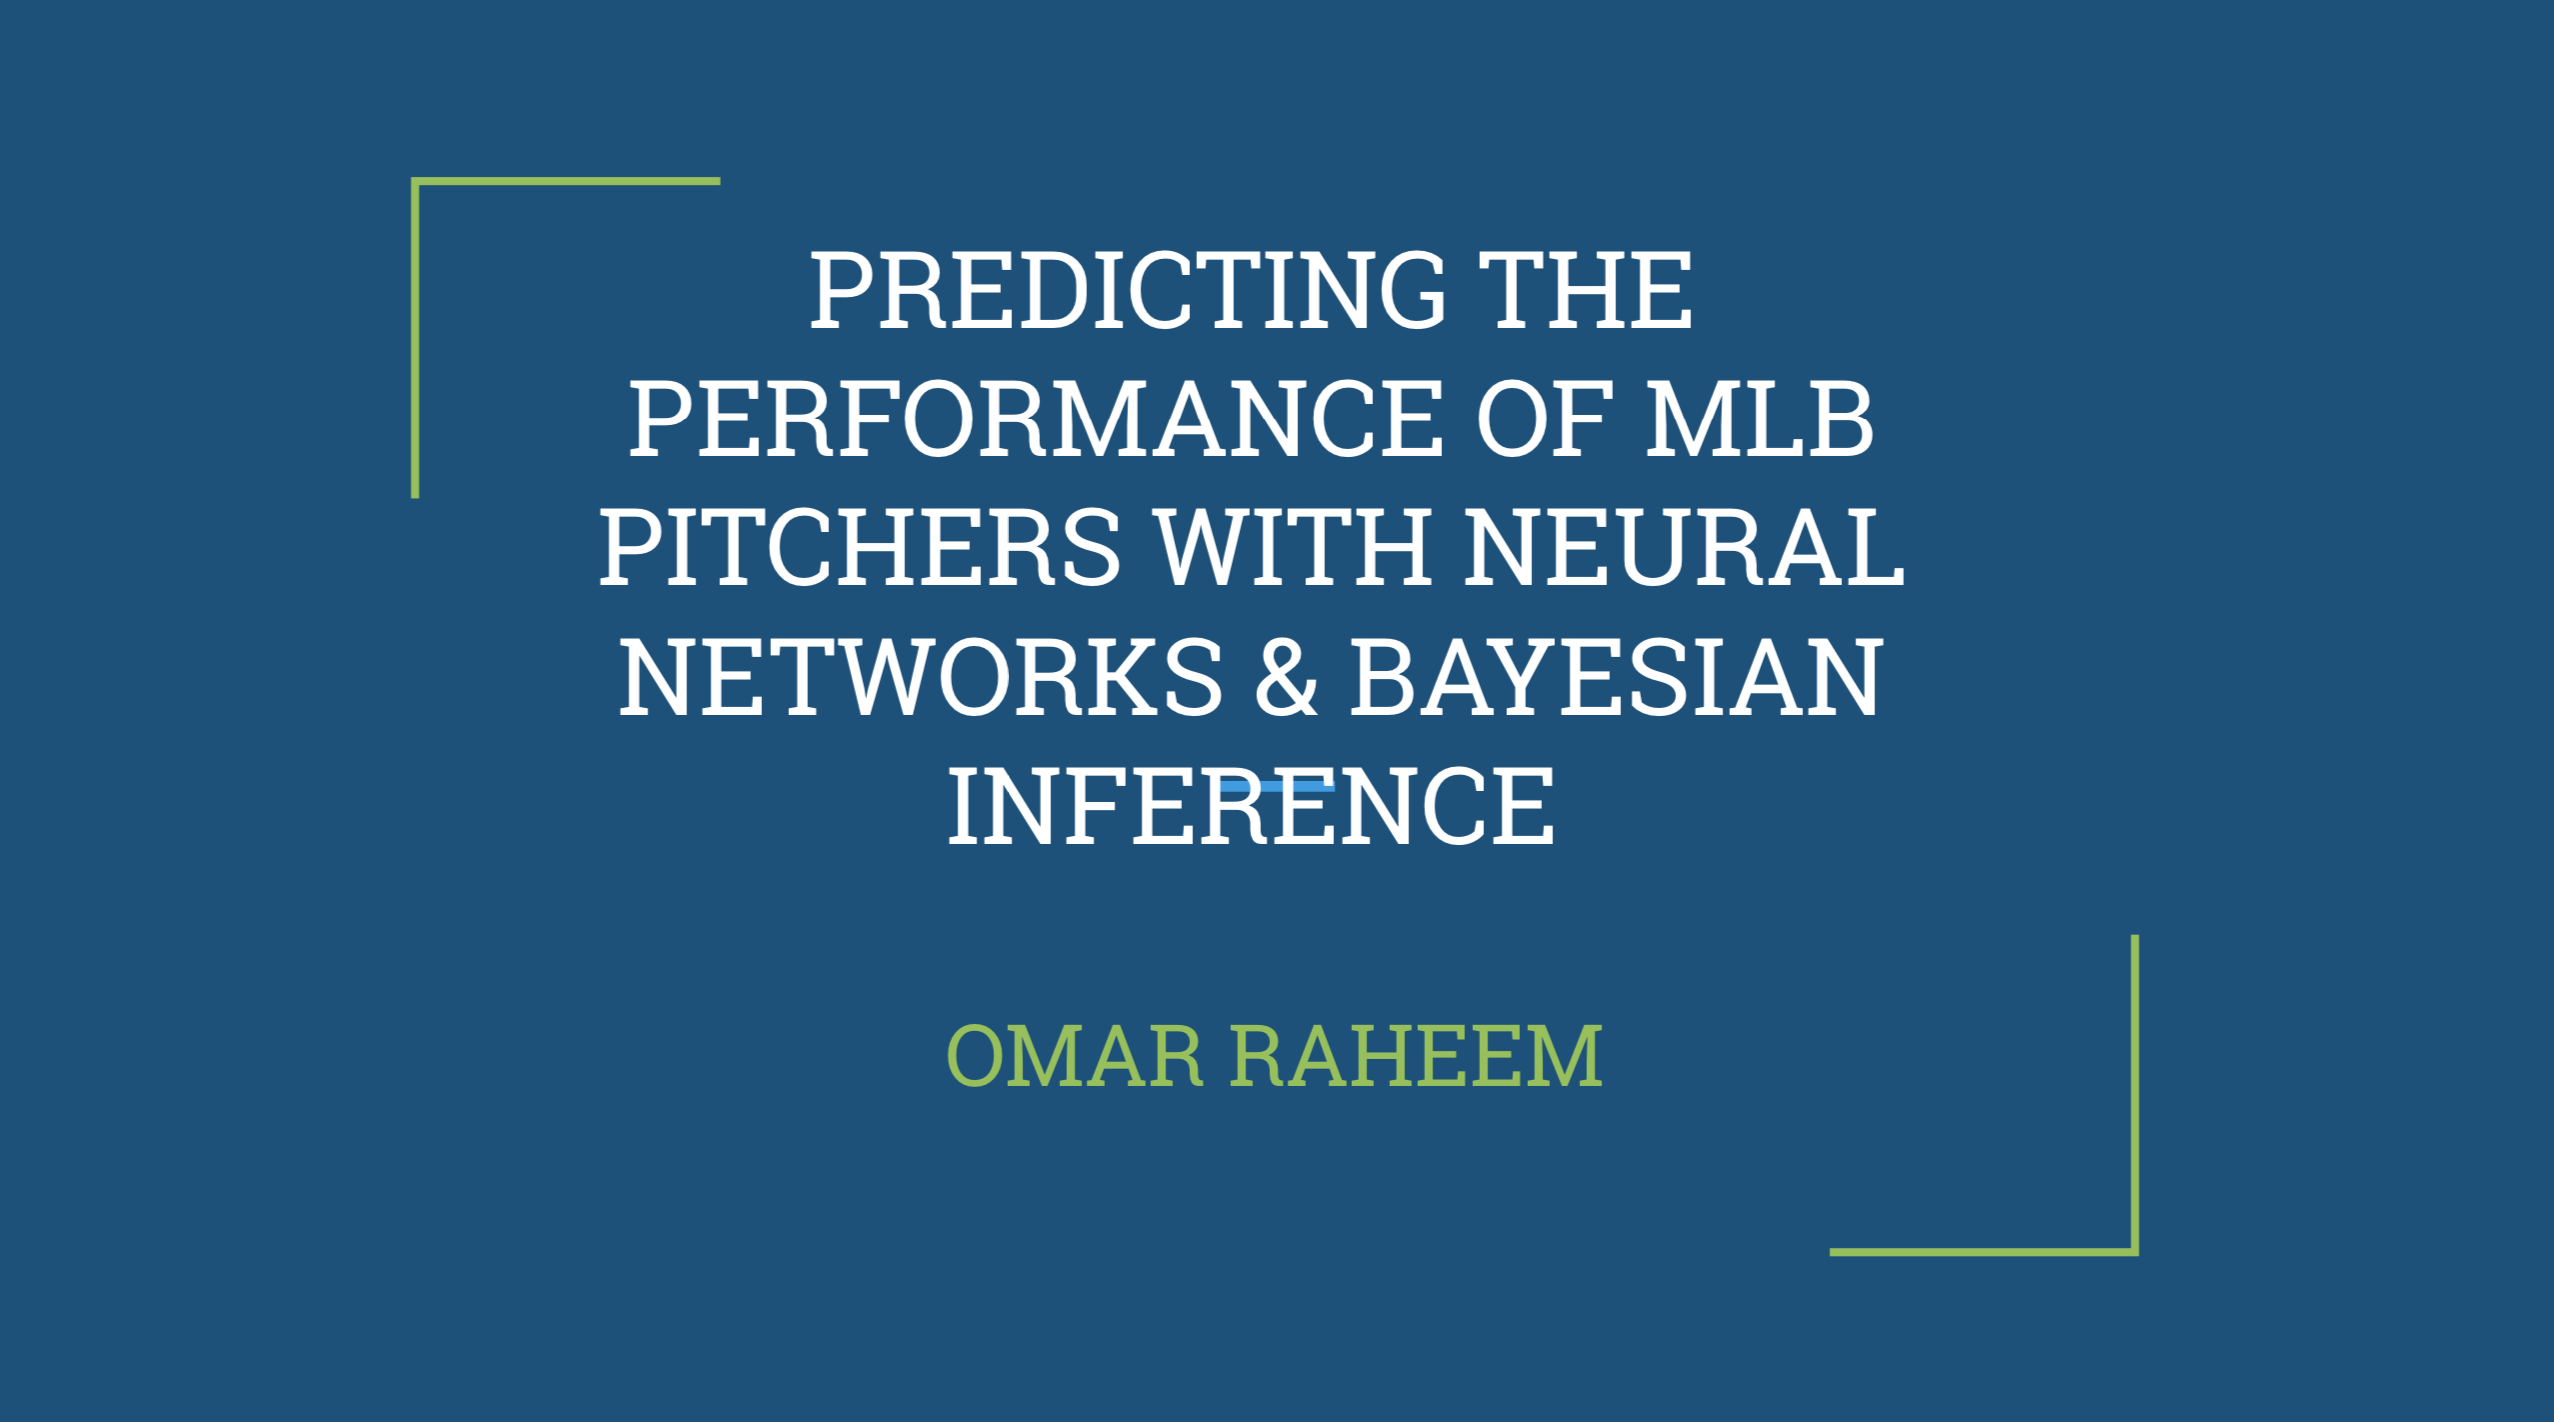 PREDICTING THE
PERFORMANCE OF MLB
PITCHERS WITH NEURAL
NETWORKS & BAYESIAN
INFERENCE
OMAR RAHEEM